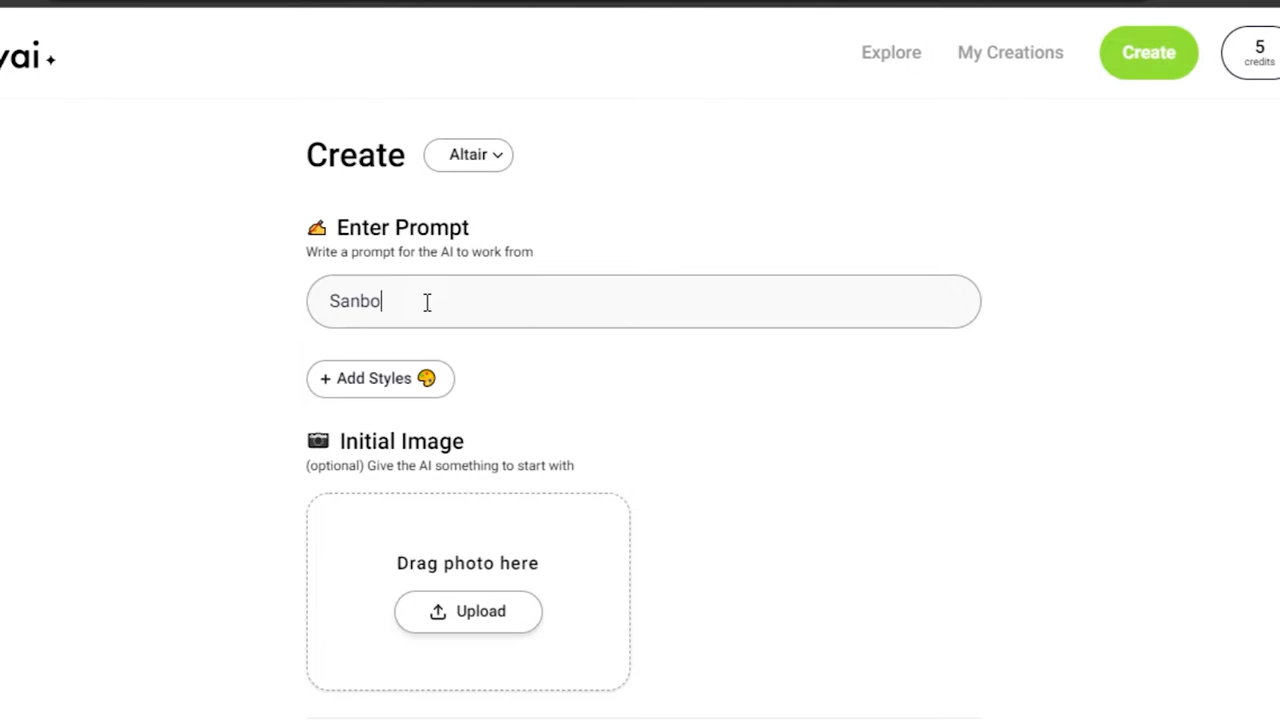 yai
Explore
My Creations
Create
5
credits
Create
Altair
Enter Prompt
Write a prompt for the AI to work from
Sanbo
+ Add Styles
Initial Image
(optional) Give the AI something to start with
Drag photo here
Upload